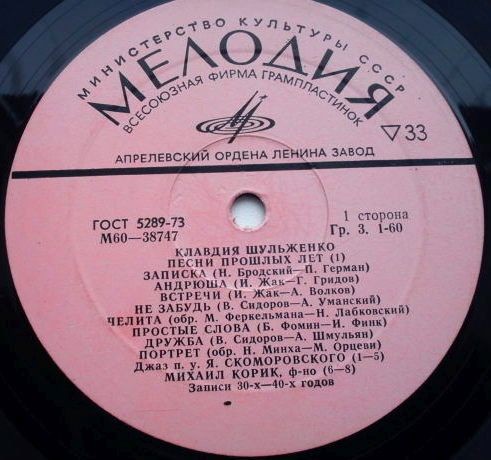 МИНИСТЕРСТВО КУЛЬТУРЫ СССР
МЕЛОДИЯ
ВСЕСОЮЗНАЯ ФИРМА ГРАМПЛАСТИНОК
▽33
АПРЕЛЕВСКИЙ ОРДЕНА ЛЕНИНА ЗАВОД
ГОСТ 5289-73
М60—38747
1 сторона
Гр. 3. 1-60
КЛАВДИЯ ШУЛЬЖЕНКО
ПЕСНИ ПРОШЛЫХ ЛЕТ (1)
ЗАПИСКА (Н. Бродский—П. Герман)
АНДРЮША (И. Жак—Г. Гридов)
ВСТРЕЧИ (И. Жак—А. Волков)
НЕ ЗАБУДЬ (В. Сидоров—А. Уманский)
ЧЕЛИТА (обр. М. Феркельмана—Н. Лабковский)
ПРОСТЫЕ СЛОВА (Б. Фомин—И. Финк)
ДРУЖБА (В. Сидоров—А. Шмульян)
ПОРТРЕТ (обр. Н. Минха—М. Орцеви)
Джаз п. у. Я. СКОМОРОВСКОГО (1—5)
МИХАИЛ КОРИК, ф-но (6—8)
Записи 30-х—40-х годов